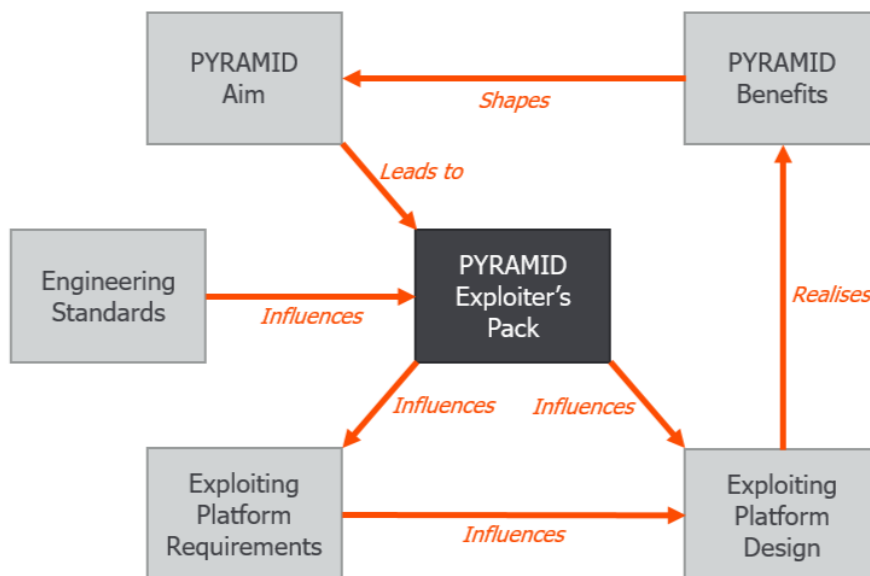 PYRAMID
Aim
PYRAMID
Benefits
Shapes
Leads to
Engineering
Standards
Influences
PYRAMID
Exploiter’s
Pack
Realises
Influences
Influences
Exploiting
Platform
Requirements
Influences
Exploiting
Platform
Design